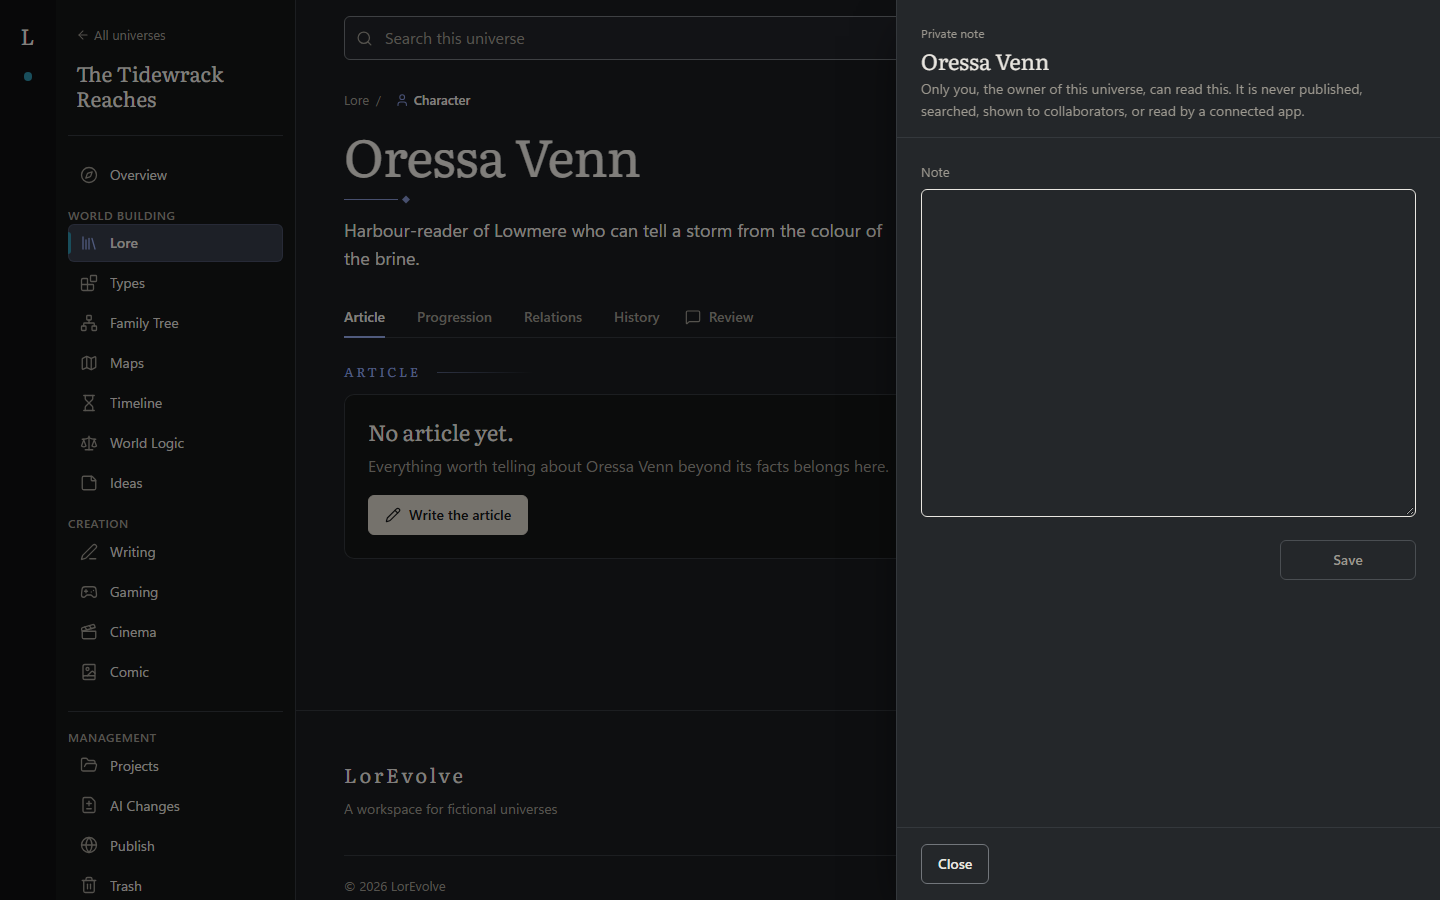 L
All universes
The Tidewrack
Reaches
Overview
WORLD BUILDING
Lore
Types
Family Tree
Maps
Timeline
World Logic
Ideas
CREATION
Writing
Gaming
Cinema
Comic
MANAGEMENT
Projects
AI Changes
Publish
Trash
Search this universe
Lore / Character
Oressa Venn
Harbour-reader of Lowmere who can tell a storm from the colour of
the brine.
Article Progression Relations History Review
ARTICLE
No article yet.
Everything worth telling about Oressa Venn beyond its facts belongs here.
Write the article
LorEvolve
A workspace for fictional universes
© 2026 LorEvolve
Private note
Oressa Venn
Only you, the owner of this universe, can read this. It is never published,
searched, shown to collaborators, or read by a connected app.
Note
Save
Close